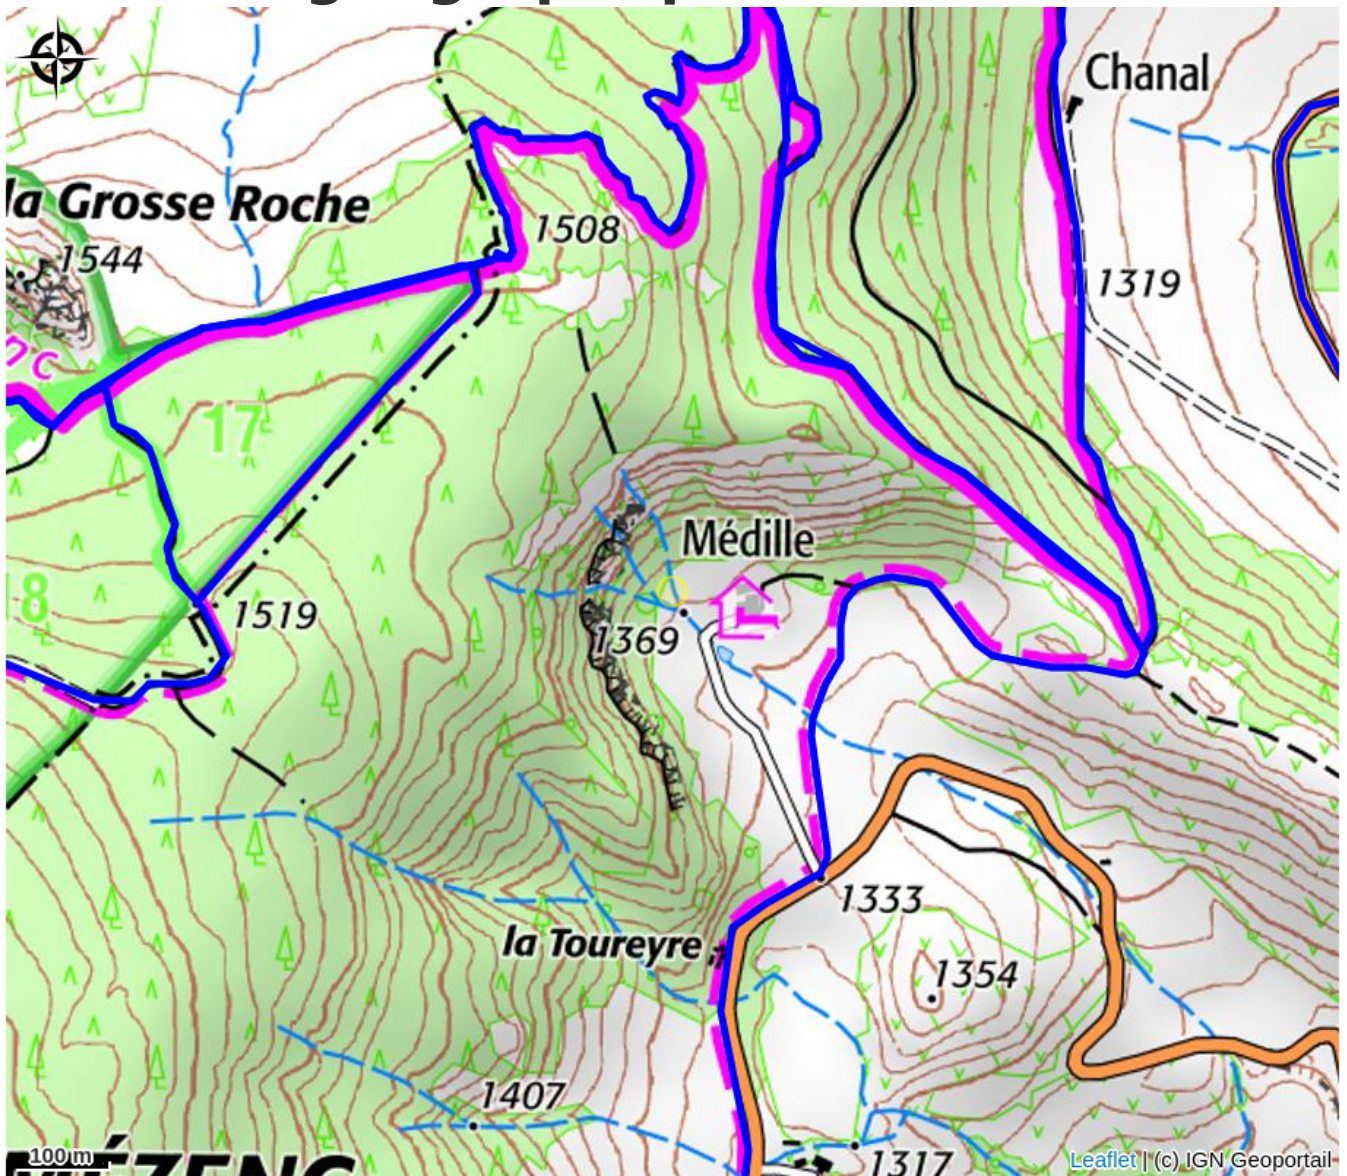 Chanal
la Grosse Roche
1508
1544
1319
17
Médille
18
1519
1369
1333
la Toureyre
1354
1407
100 m
MÉZENC
1317
Leaflet | (c) IGN Geoportail